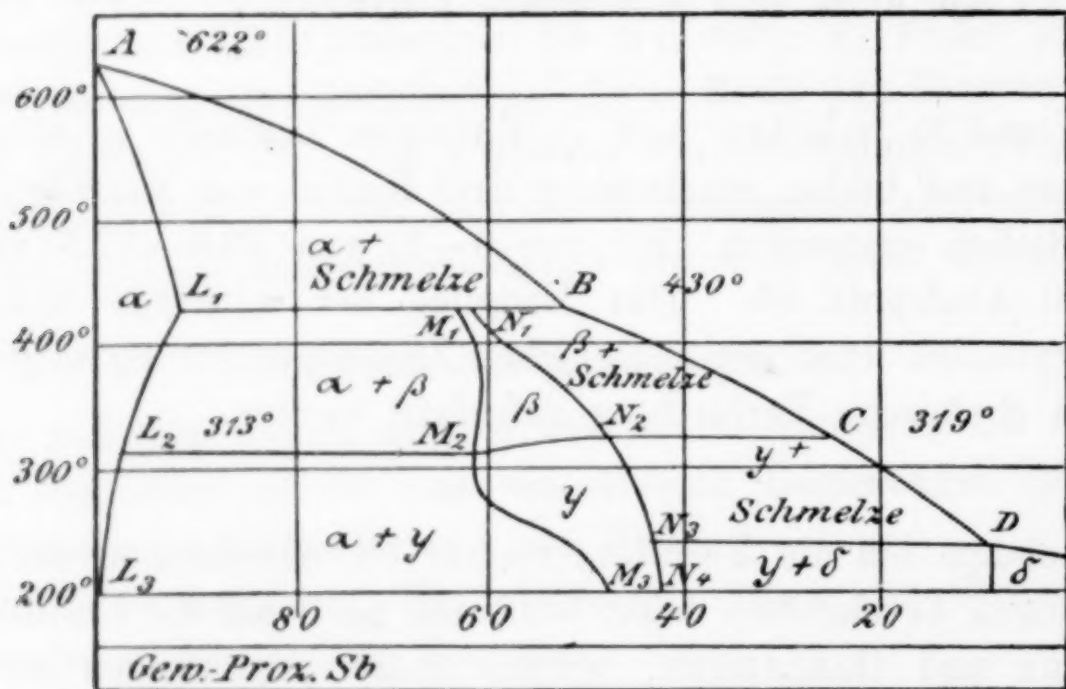 A 622°
600°
500°
α +
Schmelze
α
L₁
B
430°
M₁
N₁
400°
β +
Schmelze
α + β
β
L₂ 313°
M₂
N₂
C
319°
300°
y +
Schmelze
y
N₃
D
α + y
y + δ
δ
L₃
M₃
N₄
200°
80
60
40
20
Gew.-Proz. Sb